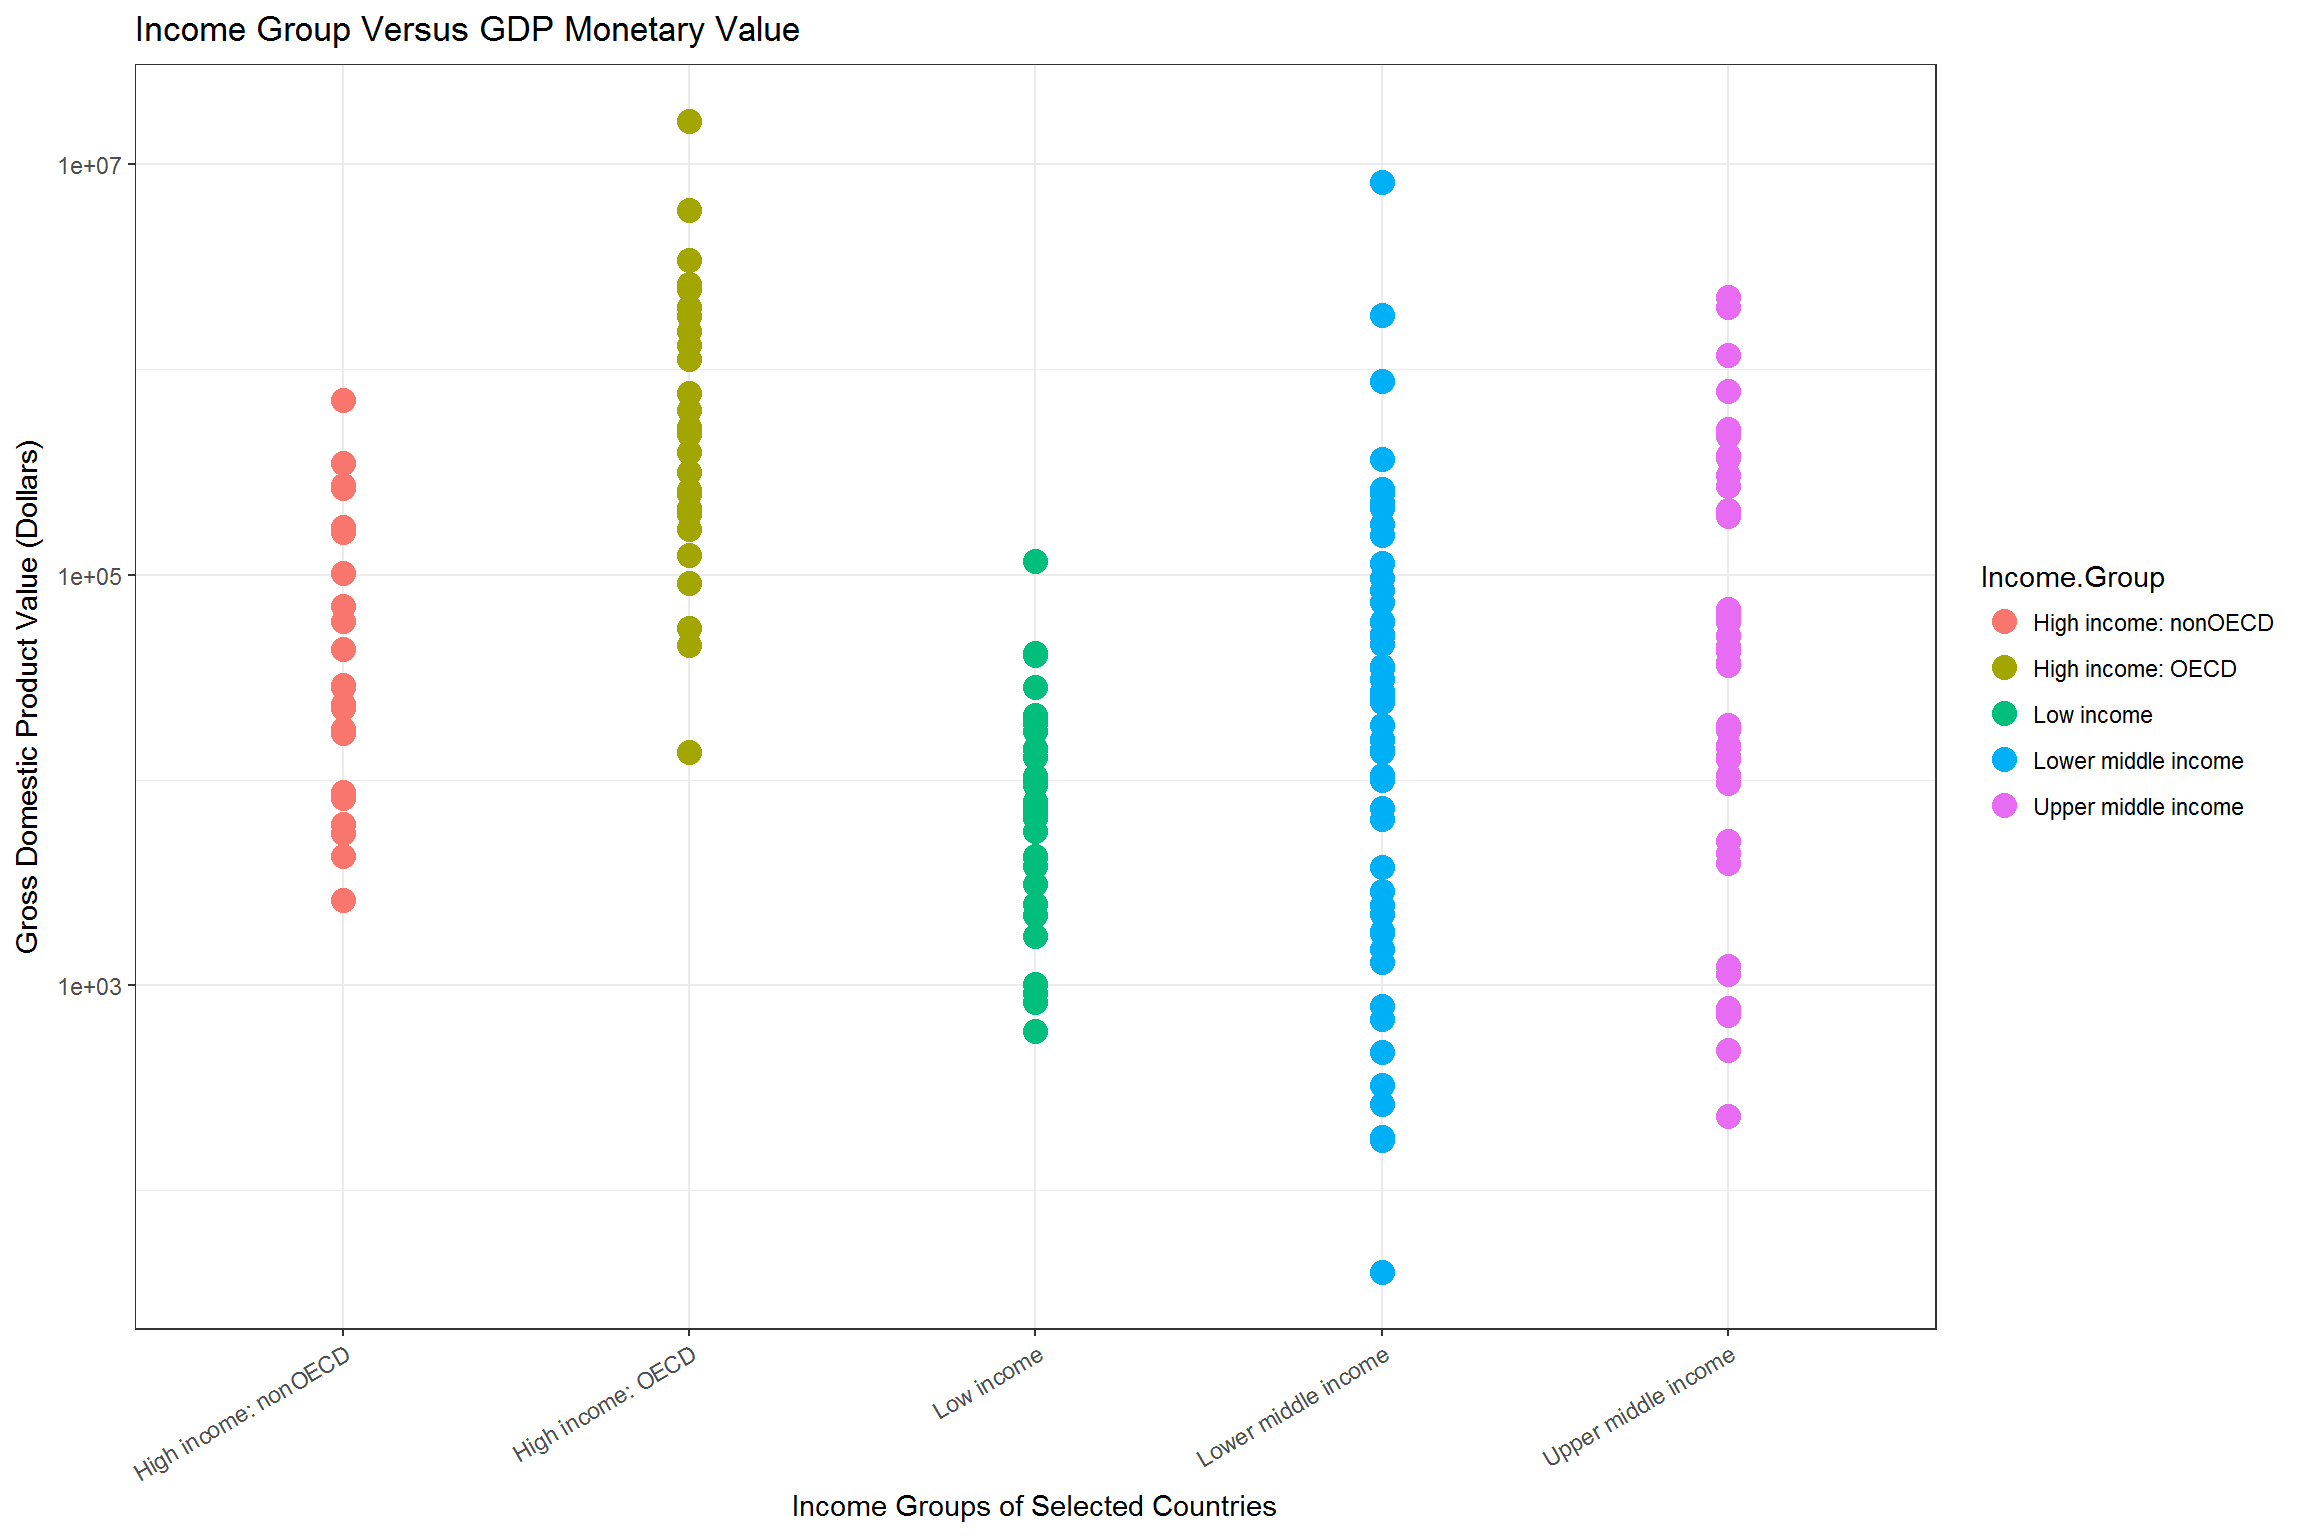 Income Group Versus GDP Monetary Value
Gross Domestic Product Value (Dollars)
1e+07
1e+05
1e+03
High income: nonOECD
High income: OECD
Low income
Lower middle income
Upper middle income
Income Groups of Selected Countries
Income.Group
High income: nonOECD
High income: OECD
Low income
Lower middle income
Upper middle income